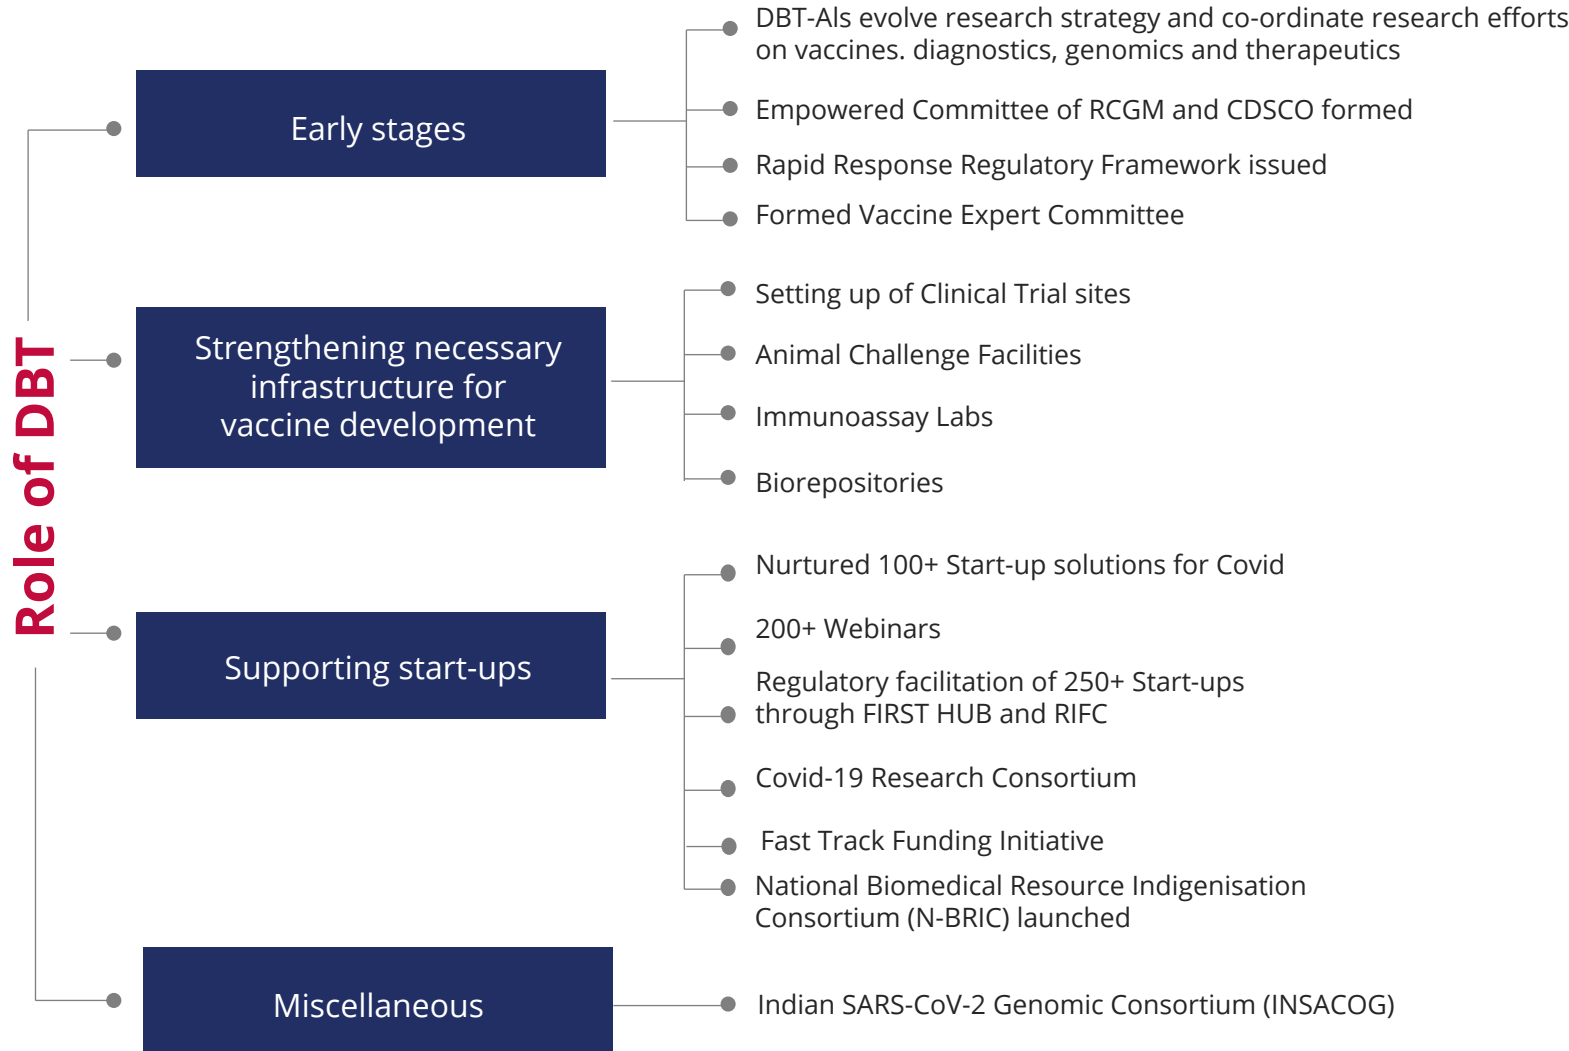 Role of DBT
Early stages
DBT-AIs evolve research strategy and co-ordinate research efforts
on vaccines. diagnostics, genomics and therapeutics
Empowered Committee of RCGM and CDSCO formed
Rapid Response Regulatory Framework issued
Formed Vaccine Expert Committee
Strengthening necessary
infrastructure for
vaccine development
Setting up of Clinical Trial sites
Animal Challenge Facilities
Immunoassay Labs
Biorepositories
Supporting start-ups
Nurtured 100+ Start-up solutions for Covid
200+ Webinars
Regulatory facilitation of 250+ Start-ups
through FIRST HUB and RIFC
Covid-19 Research Consortium
Fast Track Funding Initiative
National Biomedical Resource Indigenisation
Consortium (N-BRIC) launched
Miscellaneous
Indian SARS-CoV-2 Genomic Consortium (INSACOG)